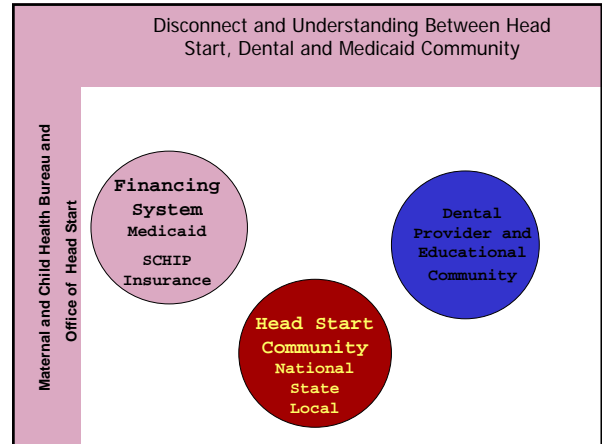 Disconnect and Understanding Between Head
Start, Dental and Medicaid Community
Maternal and Child Health Bureau and
Office of Head Start
Financing
System
Medicaid
SCHIP
Insurance
Head Start
Community
National
State
Local
Dental
Provider and
Educational
Community